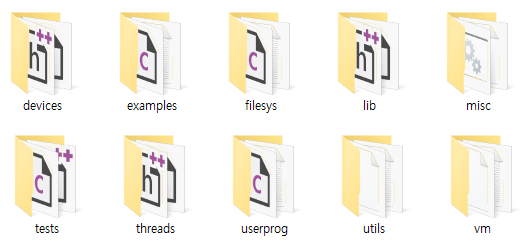 devices examples filesys lib misc
tests threads userprog utils vm